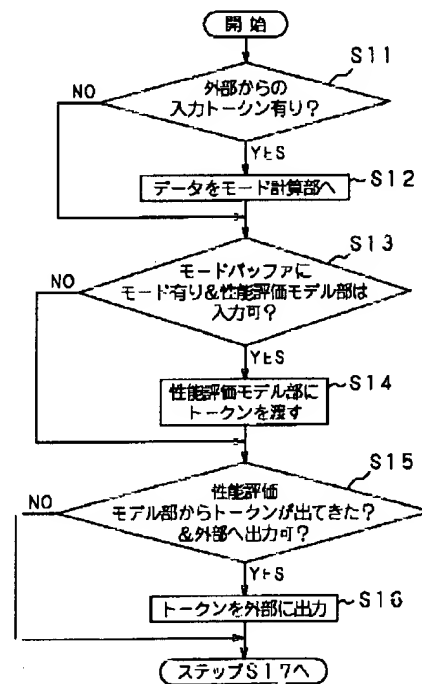 開始
S11
外部からの
入力トークン有り?
NO
YES
データをモード計算部へ
S12
S13
モードバッファに
モード有り&性能評価モデル部は
入力可?
NO
YES
性能評価モデル部に
トークンを渡す
S14
S15
性能評価
モデル部からトークンが出てきた?
&外部へ出力可?
NO
YES
トークンを外部に出力
S16
ステップS17へ